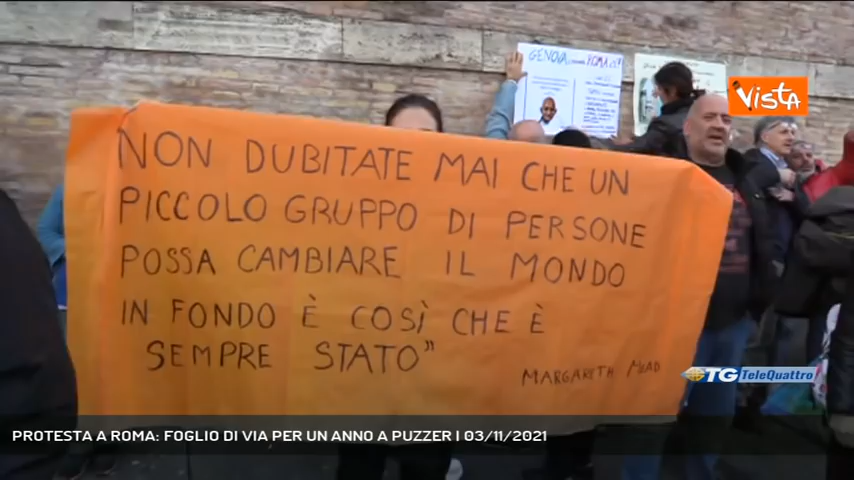 GENOVA
ROMA
VISTA
NON DUBITATE MAI CHE UN
PICCOLO GRUPPO DI PERSONE
POSSA CAMBIARE IL MONDO
IN FONDO È COSÌ CHE È
SEMPRE STATO”
MARGARETH MEAD
TG TeleQuattro
PROTESTA A ROMA: FOGLIO DI VIA PER UN ANNO A PUZZER | 03/11/2021